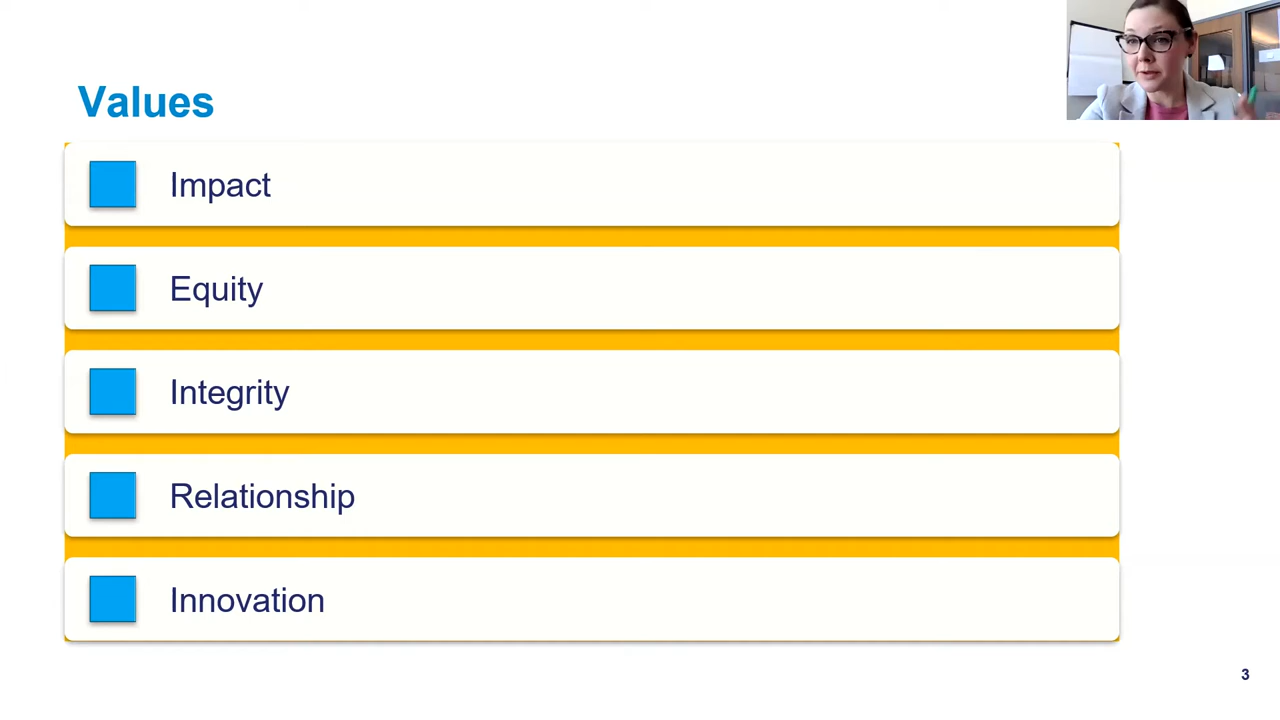 Values
Impact
Equity
Integrity
Relationship
Innovation
3